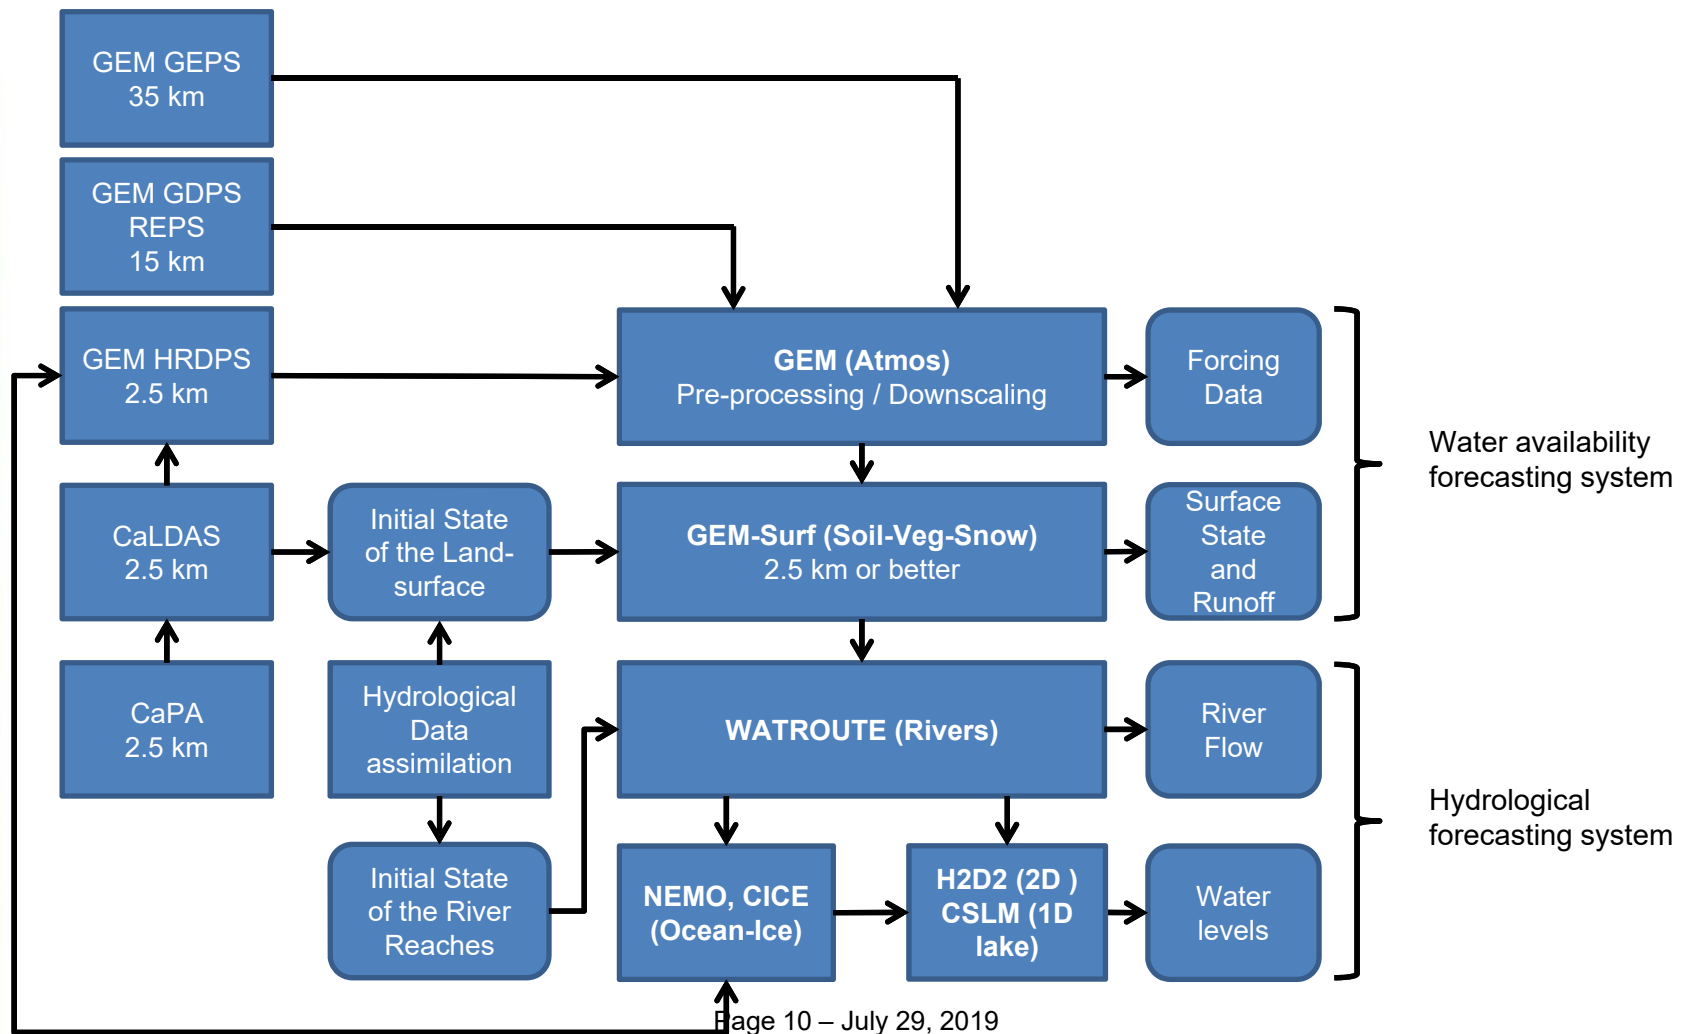 GEM GEPS
35 km
GEM GDPS
REPS
15 km
GEM HRDPS
2.5 km
GEM (Atmos)
Pre-processing / Downscaling
Forcing
Data
Water availability
forecasting system
CaLDAS
2.5 km
Initial State
of the Land-
surface
GEM-Surf (Soil-Veg-Snow)
2.5 km or better
Surface
State
and
Runoff
CaPA
2.5 km
Hydrological
Data
assimilation
WATROUTE (Rivers)
River
Flow
Hydrological
forecasting system
Initial State
of the River
Reaches
NEMO, CICE
(Ocean-Ice)
H2D2 (2D )
CSLM (1D
lake)
Water
levels
Page 10 – July 29, 2019